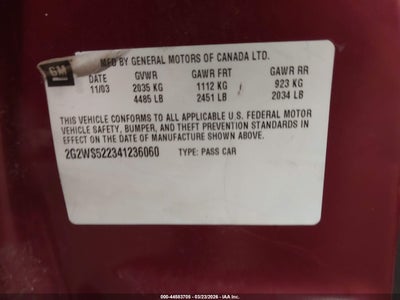 MFD BY GENERAL MOTORS OF CANADA LTD.
GM
DATE GVWR GAWR FRT GAWR RR
11/03 2035 KG 1112 KG 923 KG
4485 LB 2451 LB 2034 LB
THIS VEHICLE CONFORMS TO ALL APPLICABLE U.S. FEDERAL MOTOR
VEHICLE SAFETY, BUMPER, AND THEFT PREVENTION STANDARDS IN
EFFECT ON THE DATE OF MANUFACTURE SHOWN ABOVE.
2G2WS522341236060 TYPE: PASS CAR
000-44553705 - 03/23/2026 - IAA Inc.